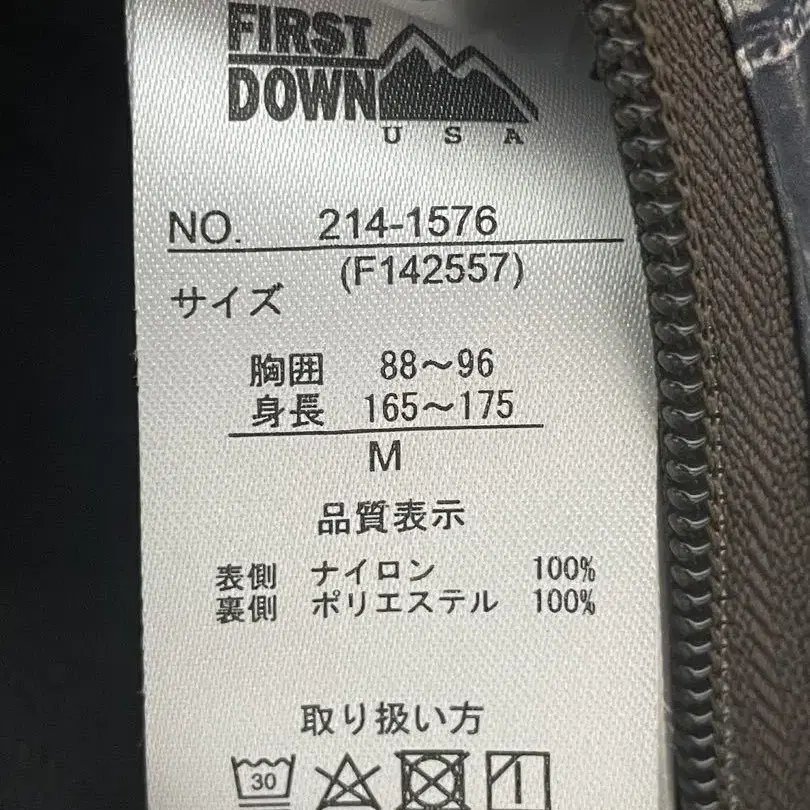 FIRST
DOWN
USA
NO. 214-1576
(F142557)
サイズ
胸囲 88～96
身長 165～175
M
品質表示
表側 ナイロン 100%
裏側 ポリエステル 100%
取り扱い方
30